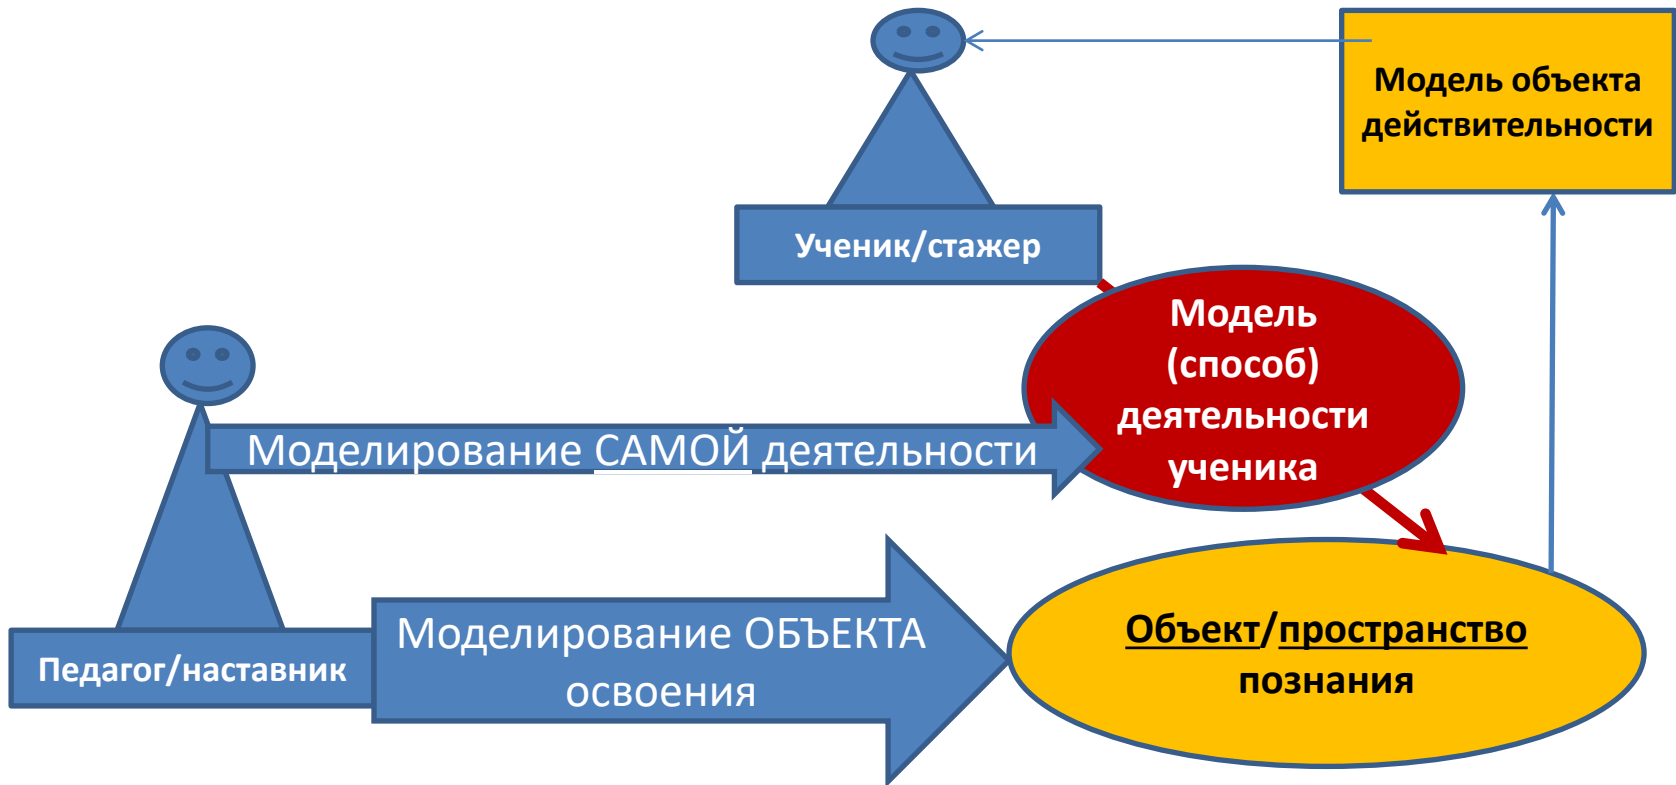 Модель объекта
действительности
Ученик/стажер
Модель
(способ)
деятельности
ученика
Моделирование САМОЙ деятельности
Моделирование ОБЪЕКТА
освоения
Педагог/наставник
Объект/пространство
познания